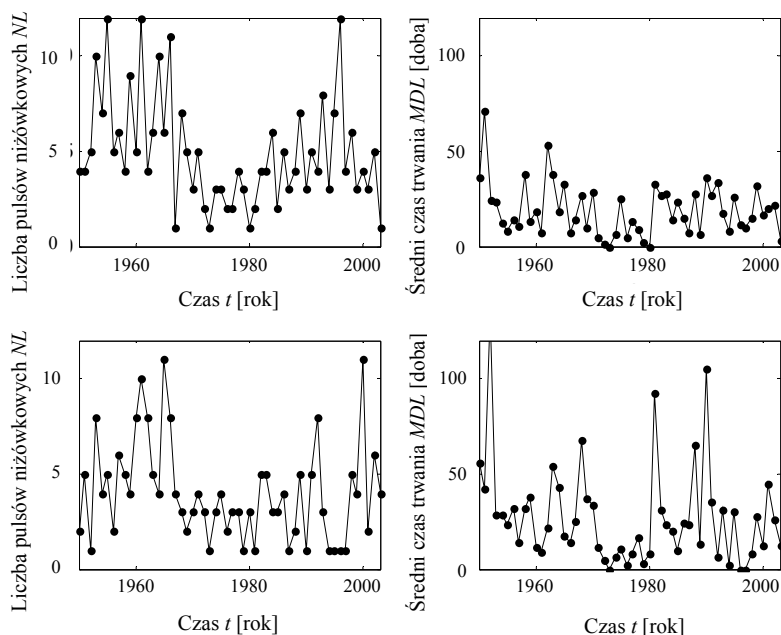 Liczba pulsów niżówkowych NL
10
5
0
1960 1980 2000
Czas t [rok]
Średni czas trwania MDL [doba]
100
50
0
1960 1980 2000
Czas t [rok]
Liczba pulsów niżówkowych NL
10
5
0
1960 1980 2000
Czas t [rok]
Średni czas trwania MDL [doba]
100
50
0
1960 1980 2000
Czas t [rok]